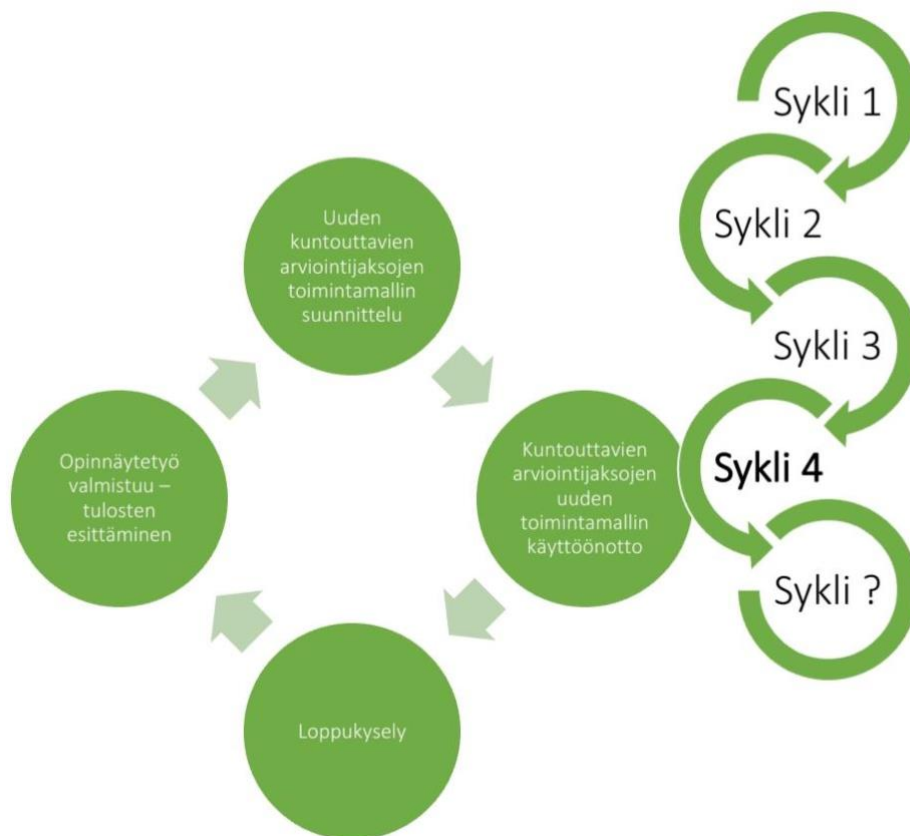 Sykli 1
Sykli 2
Sykli 3
Sykli 4
Sykli ?
Uuden
kuntouttavien
arviointijaksojen
toimintamallin
suunnittelu
Kuntouttavien
arviointijaksojen
uuden
toimintamallin
käyttöönotto
Loppukysely
Opinnäytetyö
valmistuu –
tulosten
esittäminen